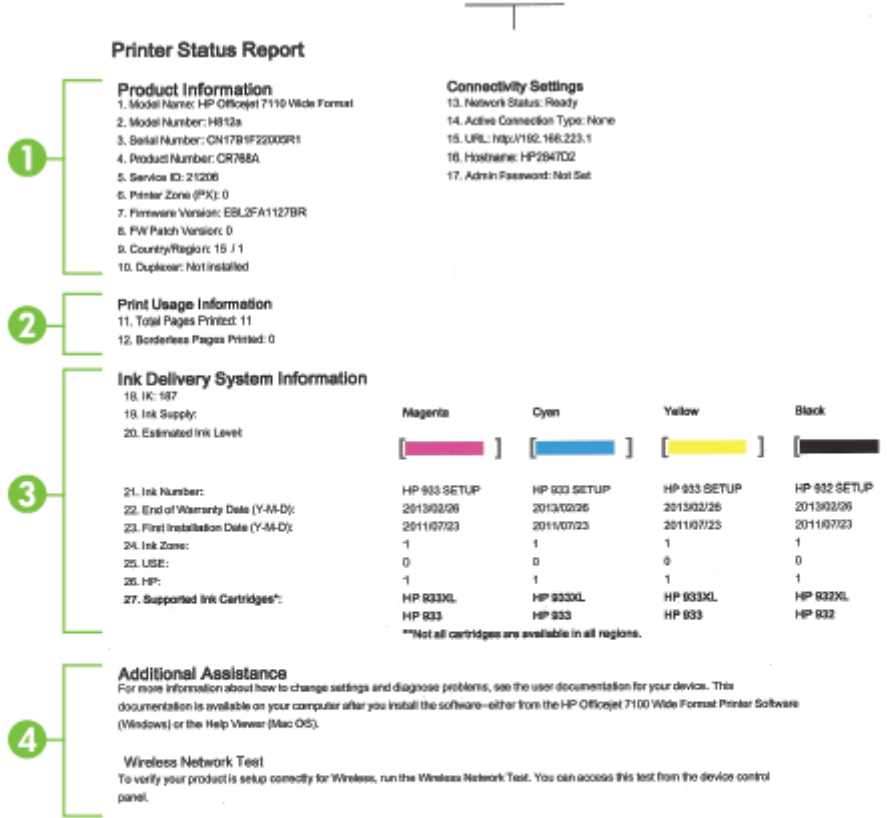 Printer Status Report
1
Product Information
1. Model Name: HP Officejet 7110 Wide Format
2. Model Number: H812a
3. Serial Number: CN17B1F22005R1
4. Product Number: CR768A
5. Service ID: 21206
6. Printer Zone (PX): 0
7. Firmware Version: EBL2FA1127BR
8. FW Patch Version: 0
9. Country/Region: 15 / 1
10. Duplexer: Not installed
Connectivity Settings
13. Network Status: Ready
14. Active Connection Type: None
15. URL: http://192.168.223.1
16. Hostname: HP2847D2
17. Admin Password: Not Set
2
Print Usage Information
11. Total Pages Printed: 11
12. Borderless Pages Printed: 0
3
Ink Delivery System Information
18. IK: 187
19. Ink Supply: Magenta Cyan Yellow Black
20. Estimated Ink Level:
[ ] [ ] [ ] [
21. Ink Number: HP 933 SETUP HP 933 SETUP HP 933 SETUP HP 932 SETUP
22. End of Warranty Date (Y-M-D): 2013/02/26 2013/02/26 2013/02/26 2013/02/26
23. First Installation Date (Y-M-D): 2011/07/23 2011/07/23 2011/07/23 2011/07/23
24. Ink Zone: 1 1 1 1
25. USE: 0 0 0 0
26. HP: 1 1 1 1
27. Supported Ink Cartridges*: HP 933XL HP 933XL HP 933XL HP 932XL
HP 933 HP 933 HP 933 HP 932
**Not all cartridges are available in all regions.
4
Additional Assistance
For more information about how to change settings and diagnose problems, see the user documentation for your device. This
documentation is available on your computer after you install the software–either from the HP Officejet 7100 Wide Format Printer Software
(Windows) or the Help Viewer (Mac OS).
Wireless Network Test
To verify your product is setup correctly for Wireless, run the Wireless Network Test. You can access this test from the device control
panel.